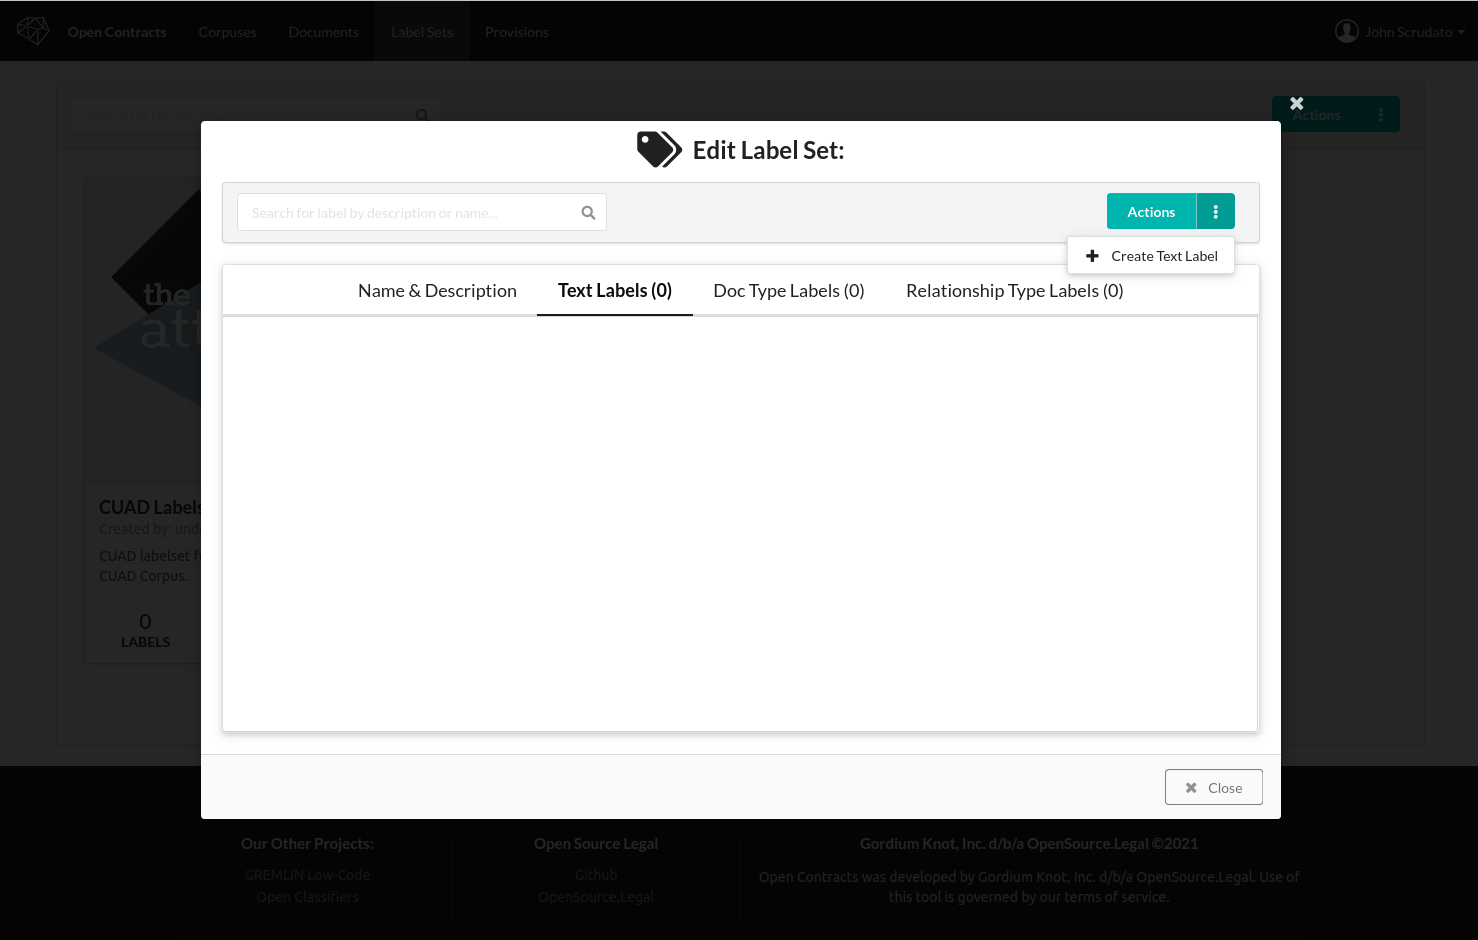 Open Contracts
Corpuses
Documents
Label Sets
Provisions
John Scrudato
Actions
Edit Label Set:
Search for label by description or name...
Actions
Create Text Label
Name & Description
Text Labels (0)
Doc Type Labels (0)
Relationship Type Labels (0)
the
att
CUAD Labels
Created by:
CUAD labelset
CUAD Corpus.
0
LABELS
Close
Our Other Projects:
GREMLIN Low-Code
Open Classifiers
Open Source Legal
Github
OpenSource.Legal
Gordium Knot, Inc. d/b/a OpenSource.Legal ©2021
Open Contracts was developed by Gordium Knot, Inc. d/b/a OpenSource.Legal. Use of
this tool is governed by our terms of service.